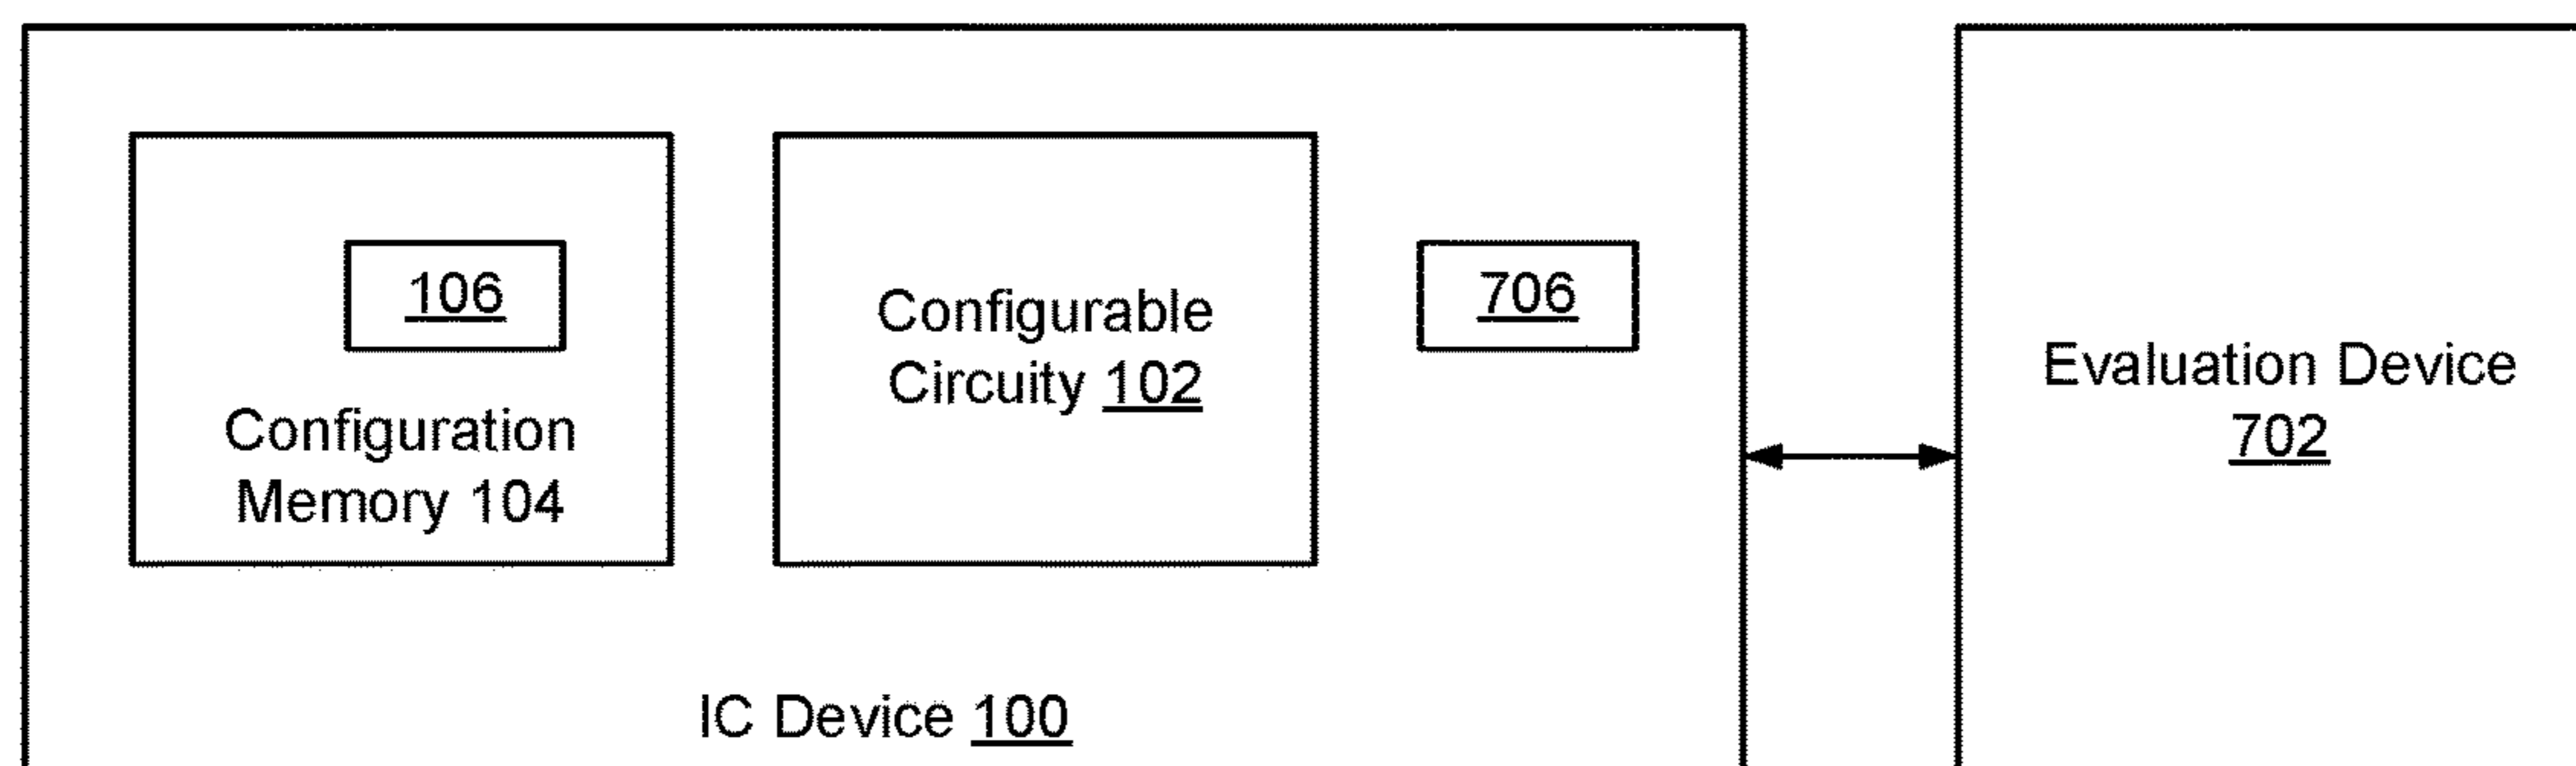 106
Configuration
Memory 104
Configurable
Circuity 102
706
IC Device 100
Evaluation Device
702